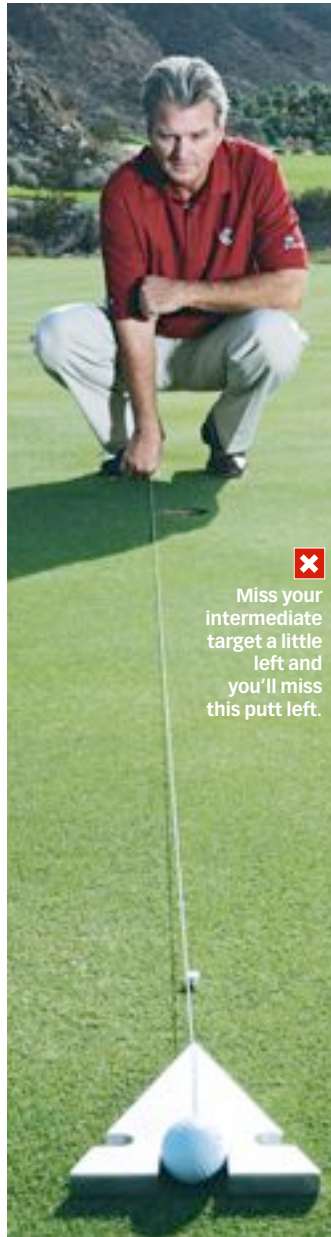 Miss your
intermediate
target a little
left and
you'll miss
this putt left.